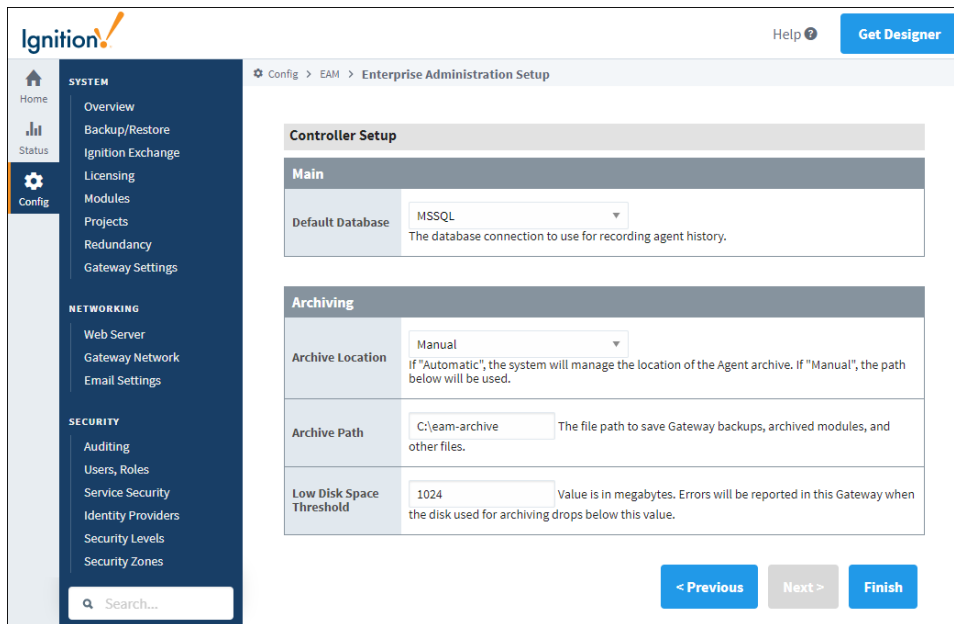 Ignition!
Help ?
Get Designer
Home
Status
Config
SYSTEM
Overview
Backup/Restore
Ignition Exchange
Licensing
Modules
Projects
Redundancy
Gateway Settings
NETWORKING
Web Server
Gateway Network
Email Settings
SECURITY
Auditing
Users, Roles
Service Security
Identity Providers
Security Levels
Security Zones
Search...
Config > EAM > Enterprise Administration Setup
Controller Setup
Main
Default Database
MSSQL
The database connection to use for recording agent history.
Archiving
Archive Location
Manual
If "Automatic", the system will manage the location of the Agent archive. If "Manual", the path
below will be used.
Archive Path
C:\eam-archive The file path to save Gateway backups, archived modules, and
other files.
Low Disk Space
Threshold
1024 Value is in megabytes. Errors will be reported in this Gateway when
the disk used for archiving drops below this value.
< Previous
Next >
Finish